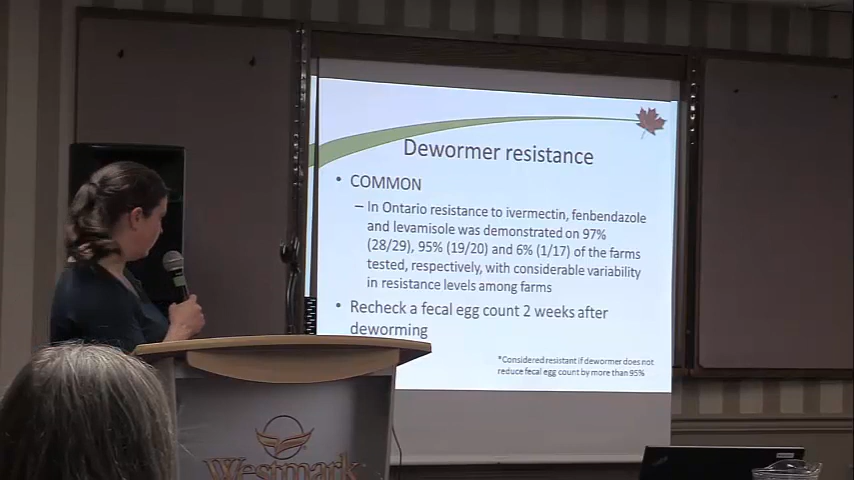 Dewormer resistance
• COMMON
– In Ontario resistance to ivermectin, fenbendazole
and levamisole was demonstrated on 97%
(28/29), 95% (19/20) and 6% (1/17) of the farms
tested, respectively, with considerable variability
in resistance levels among farms
• Recheck a fecal egg count 2 weeks after
deworming
*Considered resistant if dewormer does not
reduce fecal egg count by more than 95%
Westmark